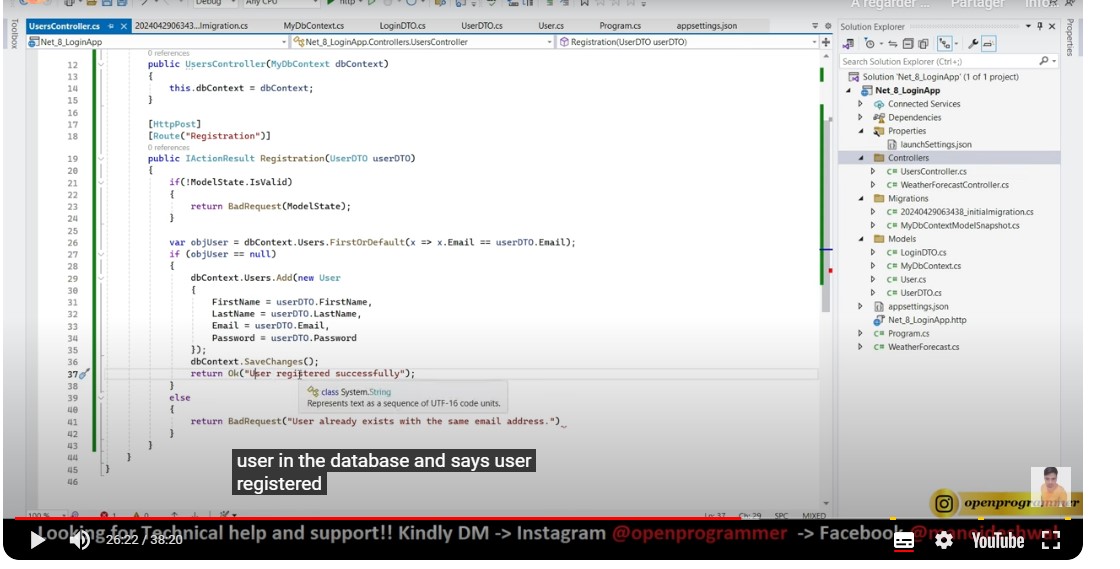 A regarder ... Partager Infos
Debug Any CPU http
UsersController.cs 2024042906343...Imigration.cs MyDbContext.cs LoginDTO.cs UserDTO.cs User.cs Program.cs appsettings.json
Net_8_LoginApp Net_8_LoginApp.Controllers.UsersController Registration(UserDTO userDTO)
0 references
12 public UsersController(MyDbContext dbContext)
13 {
14 this.dbContext = dbContext;
15 }
16
17 [HttpPost]
18 [Route("Registration")]
0 references
19 public IActionResult Registration(UserDTO userDTO)
20 {
21 if(!ModelState.IsValid)
22 {
23 return BadRequest(ModelState);
24 }
25
26 var objUser = dbContext.Users.FirstOrDefault(x => x.Email == userDTO.Email);
27 if (objUser == null)
28 {
29 dbContext.Users.Add(new User
30 {
31 FirstName = userDTO.FirstName,
32 LastName = userDTO.LastName,
33 Email = userDTO.Email,
34 Password = userDTO.Password
35 });
36 dbContext.SaveChanges();
37 return Ok("User registered successfully");
38 }
39 else
40 {
41 return BadRequest("User already exists with the same email address.")
42 }
43 }
44 }
45 }
46
class System.String
Represents text as a sequence of UTF-16 code units.
Toolbox
Properties
Solution Explorer
Search Solution Explorer (Ctrl+;)
Solution 'Net_8_LoginApp' (1 of 1 project)
Net_8_LoginApp
Connected Services
Dependencies
Properties
launchSettings.json
Controllers
C# UsersController.cs
C# WeatherForecastController.cs
Migrations
C# 20240429063438_initialmigration.cs
C# MyDbContextModelSnapshot.cs
Models
C# LoginDTO.cs
C# MyDbContext.cs
C# User.cs
C# UserDTO.cs
appsettings.json
Net_8_LoginApp.http
C# Program.cs
C# WeatherForecast.cs
user in the database and says user
registered
openprogrammer
100 % Ln: 37 Ch: 29 SPC MIXED
Looking for Technical help and support!! Kindly DM -> Instagram @openprogrammer -> Facebook
26:22 / 38:20 YouTube